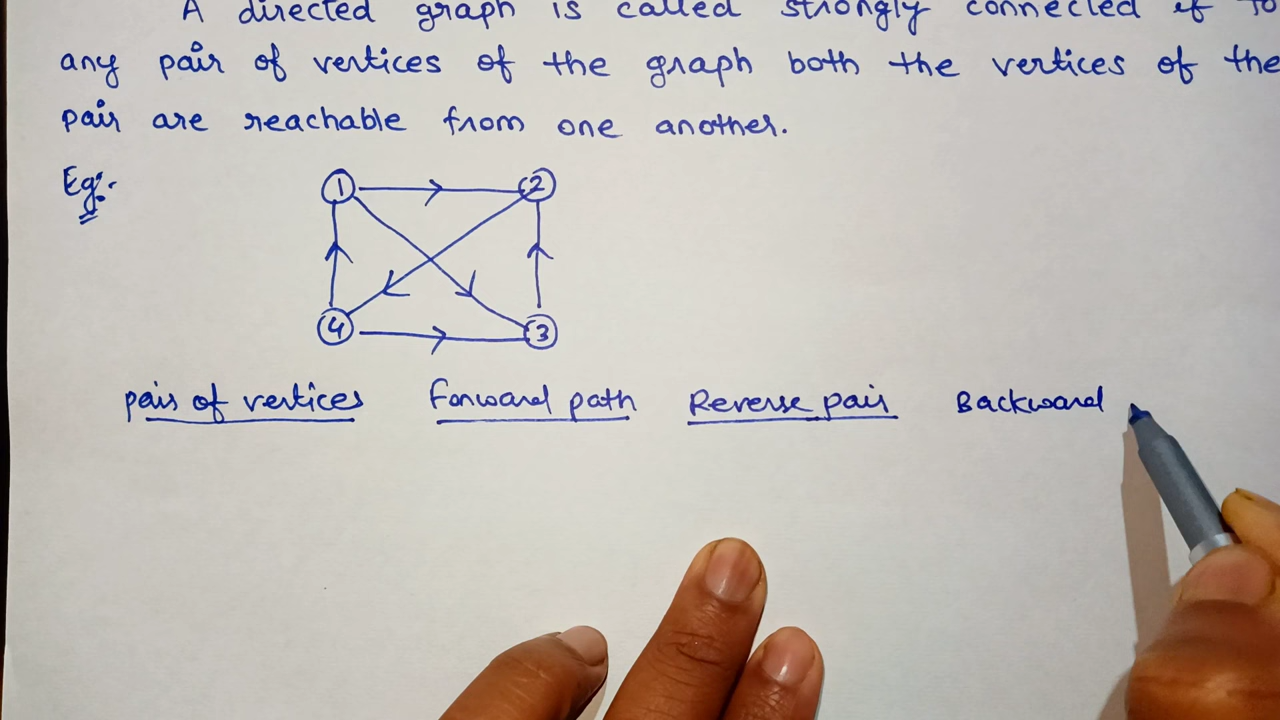 A directed graph is called strongly connected if
any pair of vertices of the graph both the vertices of the
pair are reachable from one another.
Eg:-
1 2
4 3
pair of vertices Forward path Reverse pair Backward